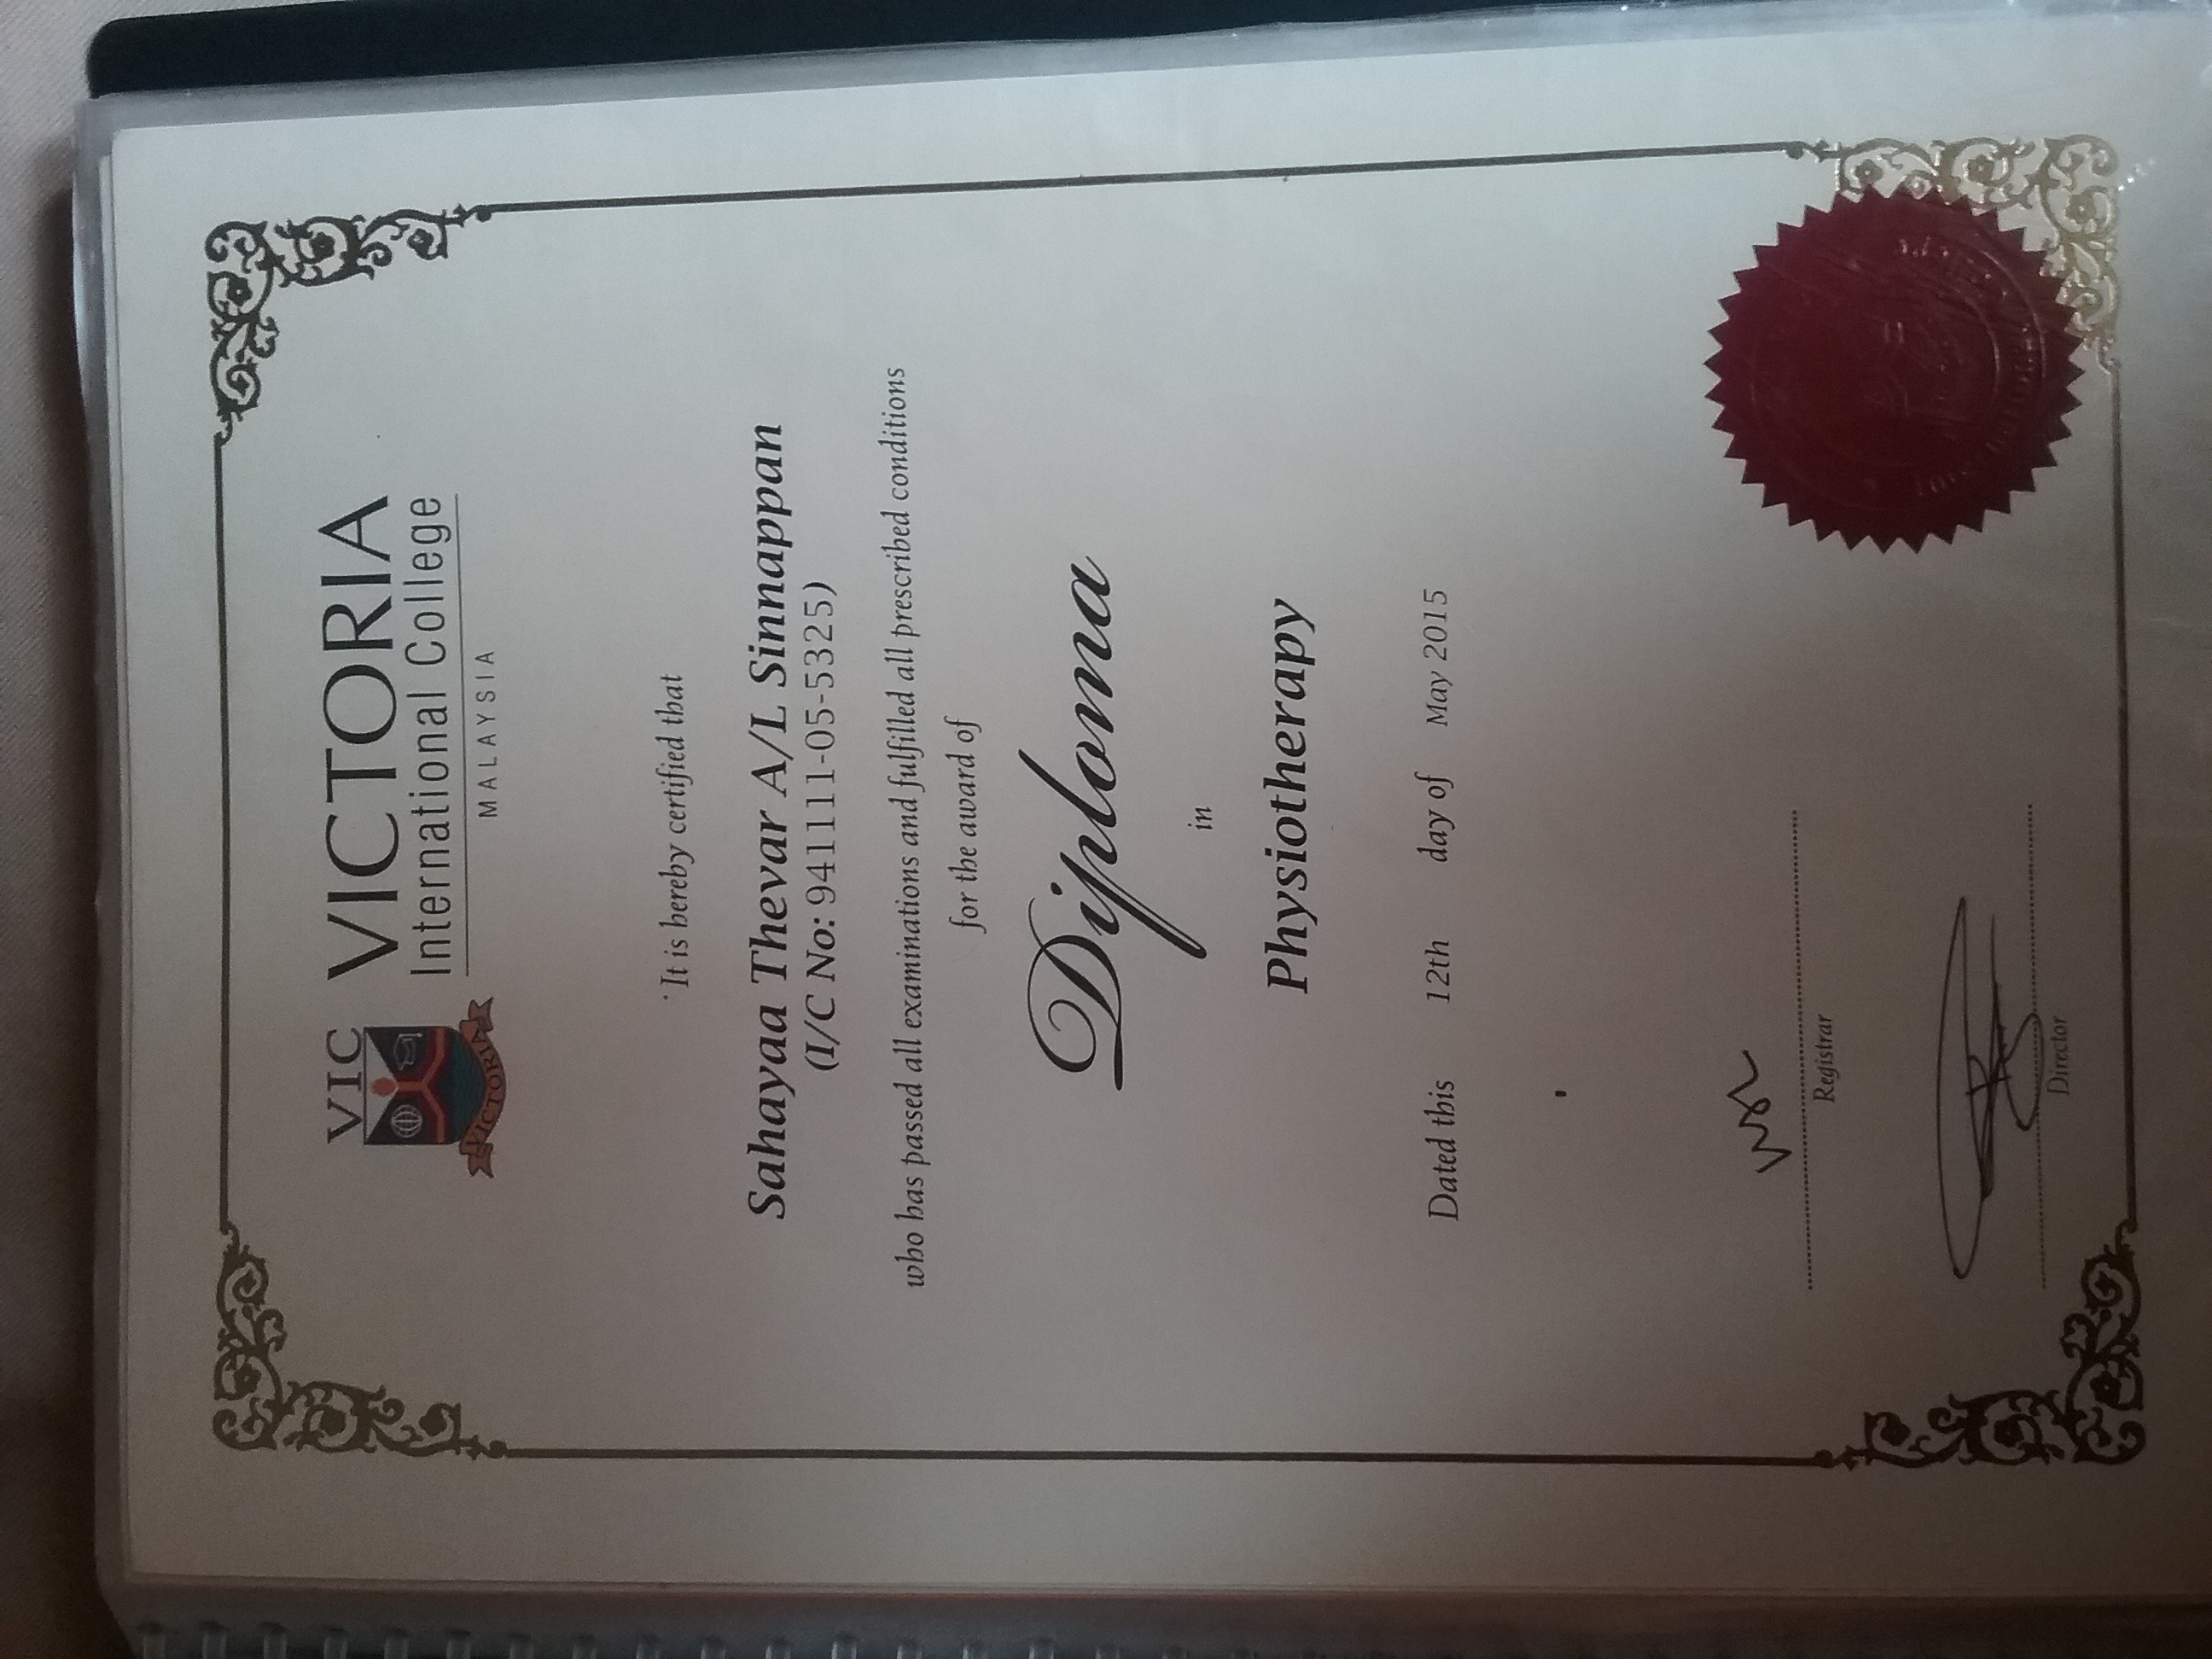 VIC
VICTORIA
VICTORIA
International College
MALAYSIA
It is hereby certified that
Sahayaa Thevar A/L Sinnappan
(I/C No: 941111-05-5325)
who has passed all examinations and fulfilled all prescribed conditions
for the award of
Diploma
in
Physiotherapy
Dated this 12th day of May 2015
Registrar
Director